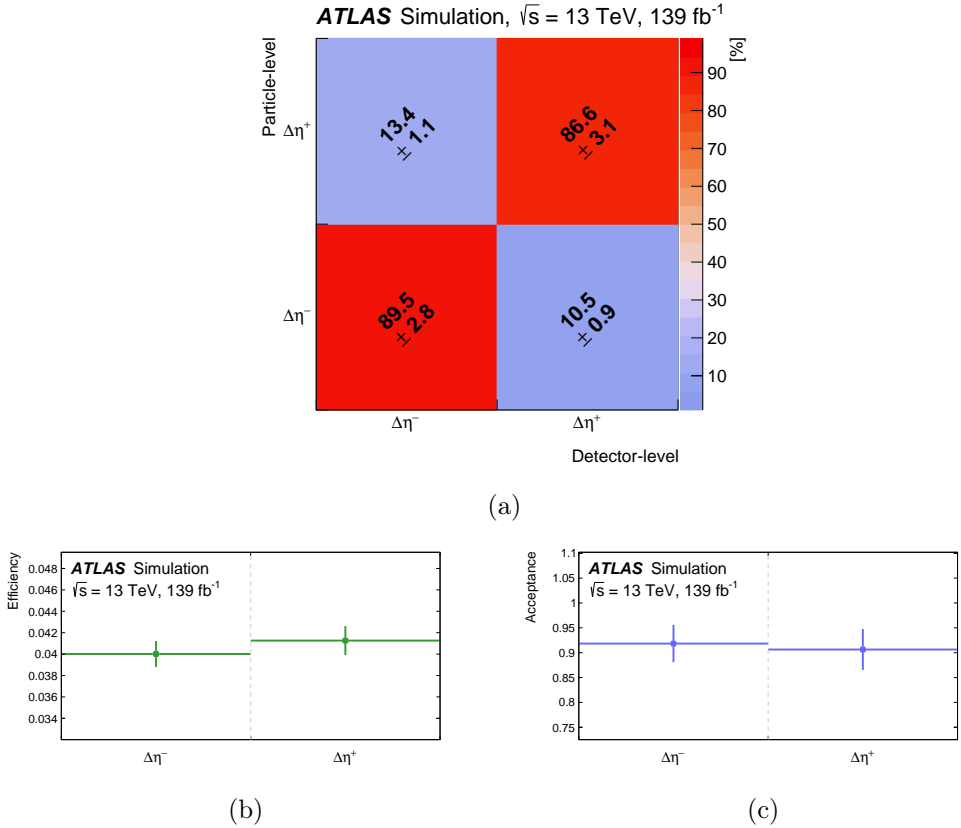 ATLAS Simulation, √s = 13 TeV, 139 fb⁻¹
Particle-level
[%]
Δη⁺
Δη⁻
13.4
± 1.1
86.6
± 3.1
89.5
± 2.8
10.5
± 0.9
90
80
70
60
50
40
30
20
10
Δη⁻ Δη⁺
Detector-level
(a)
Efficiency
0.048
0.046
0.044
0.042
0.04
0.038
0.036
0.034
ATLAS Simulation
√s = 13 TeV, 139 fb⁻¹
Δη⁻ Δη⁺
(b)
Acceptance
1.1
1.05
1
0.95
0.9
0.85
0.8
0.75
ATLAS Simulation
√s = 13 TeV, 139 fb⁻¹
Δη⁻ Δη⁺
(c)